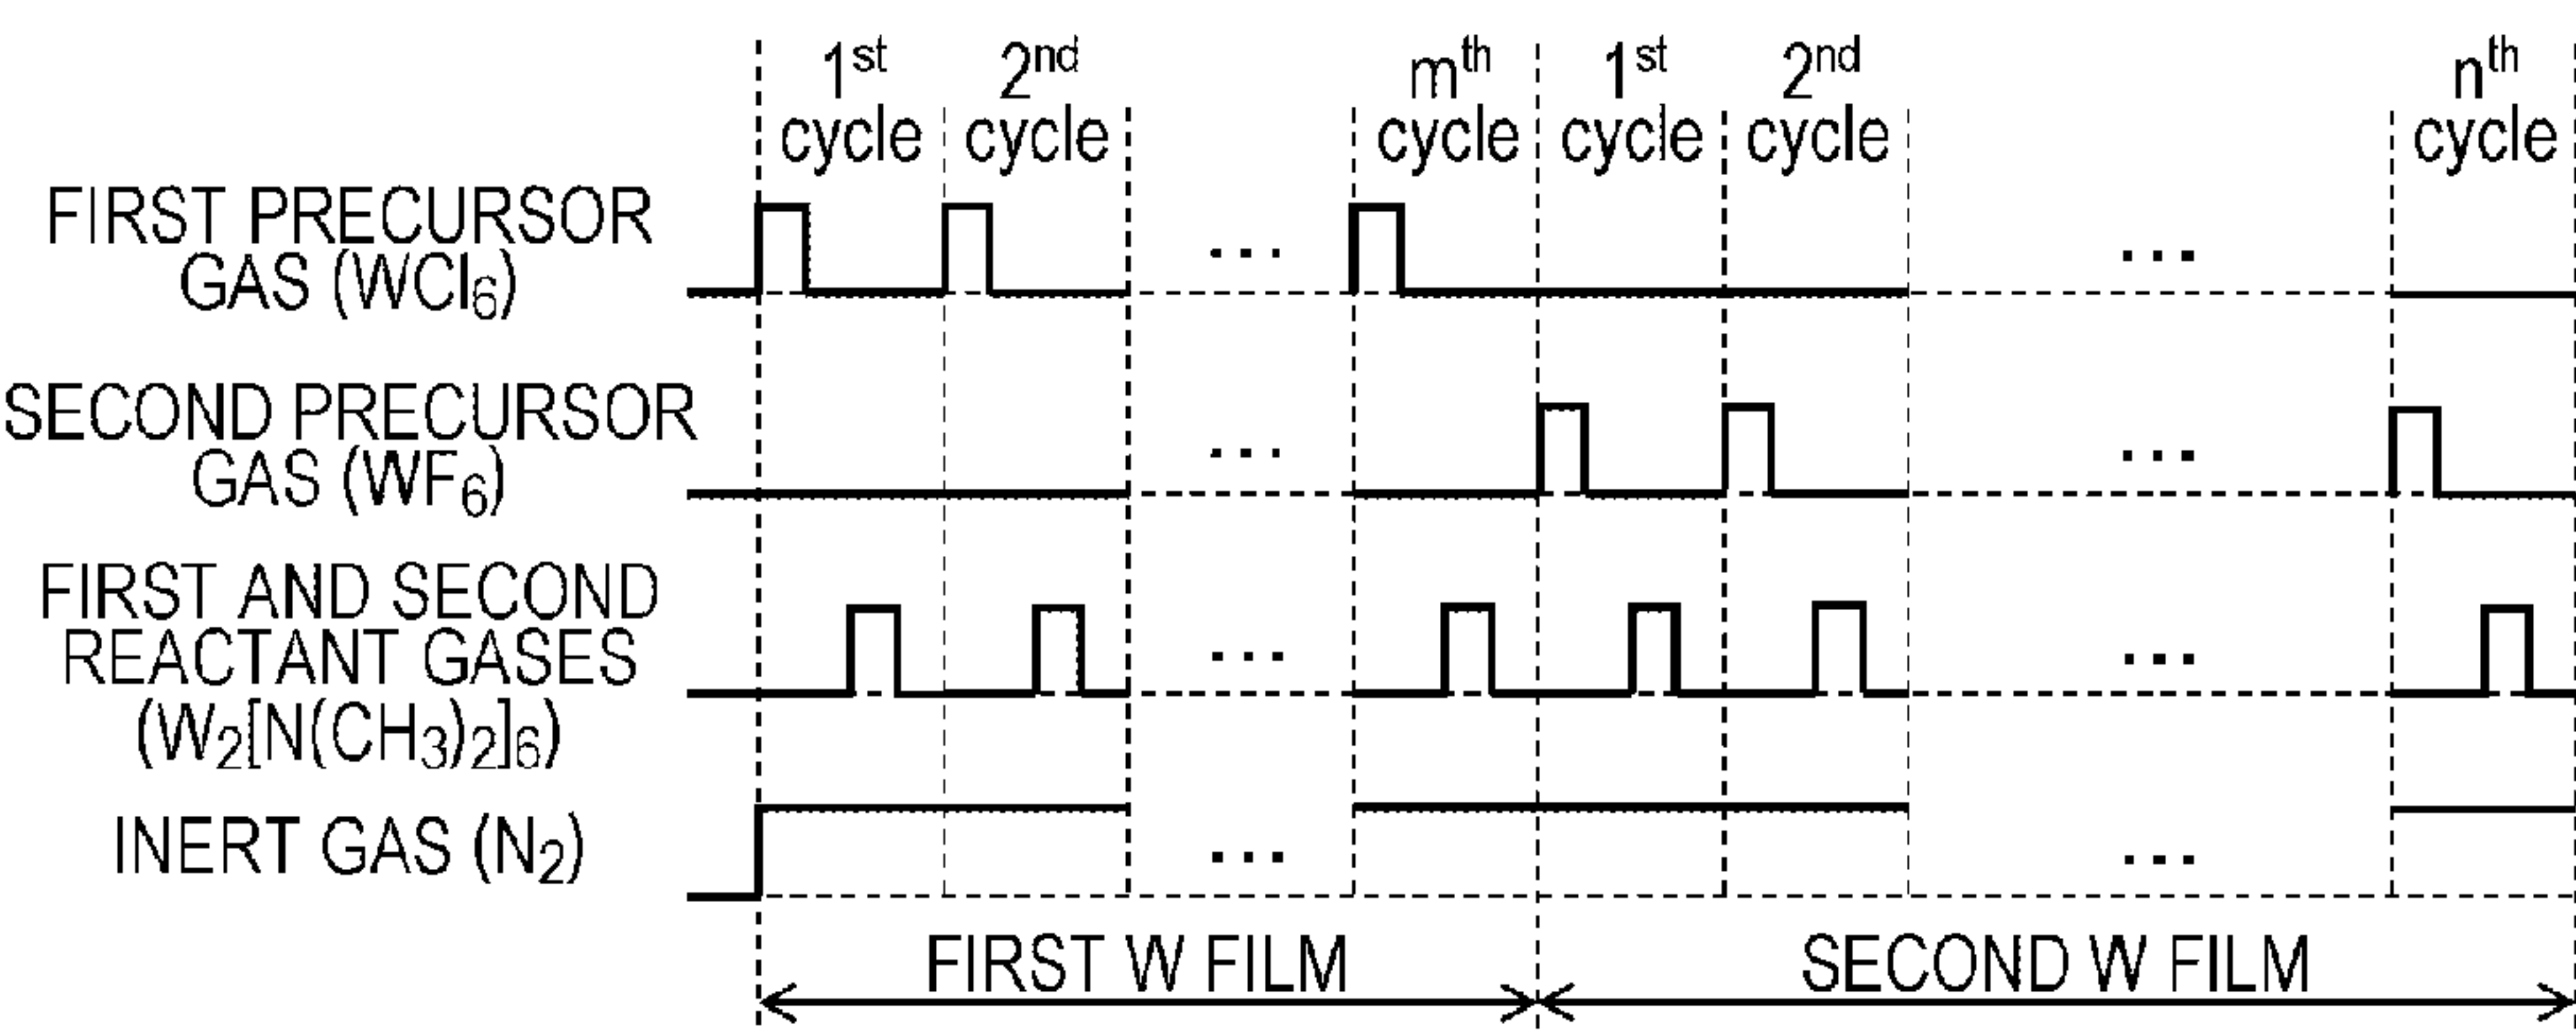 1st 2nd mth 1st 2nd nth
cycle cycle cycle cycle cycle cycle
FIRST PRECURSOR
GAS (WCl6)
...
...
SECOND PRECURSOR
GAS (WF6)
...
...
FIRST AND SECOND
REACTANT GASES
(W2[N(CH3)2]6)
...
...
INERT GAS (N2)
...
...
FIRST W FILM
SECOND W FILM